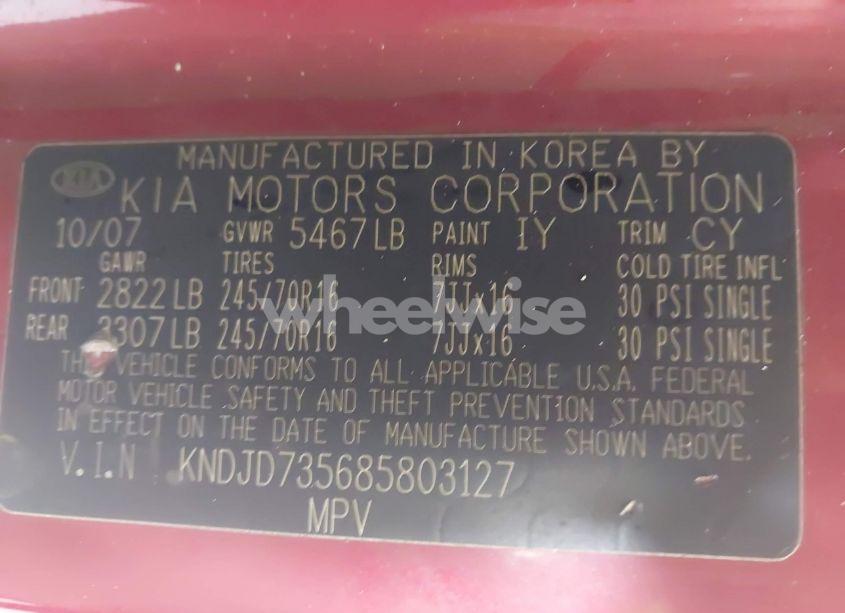 MANUFACTURED IN KOREA BY
KIA KIA MOTORS CORPORATION
10/07 GVWR 5467LB PAINT IY TRIM CY
GAWR TIRES RIMS COLD TIRE INFL
FRONT 2822LB 245/70R16 7JJx16 30 PSI SINGLE
wheelwise
REAR 3307LB 245/70R16 7JJx16 30 PSI SINGLE
THIS VEHICLE CONFORMS TO ALL APPLICABLE U.S.A. FEDERAL
MOTOR VEHICLE SAFETY AND THEFT PREVENTION STANDARDS
IN EFFECT ON THE DATE OF MANUFACTURE SHOWN ABOVE.
V.I.N KNDJD735685803127
MPV